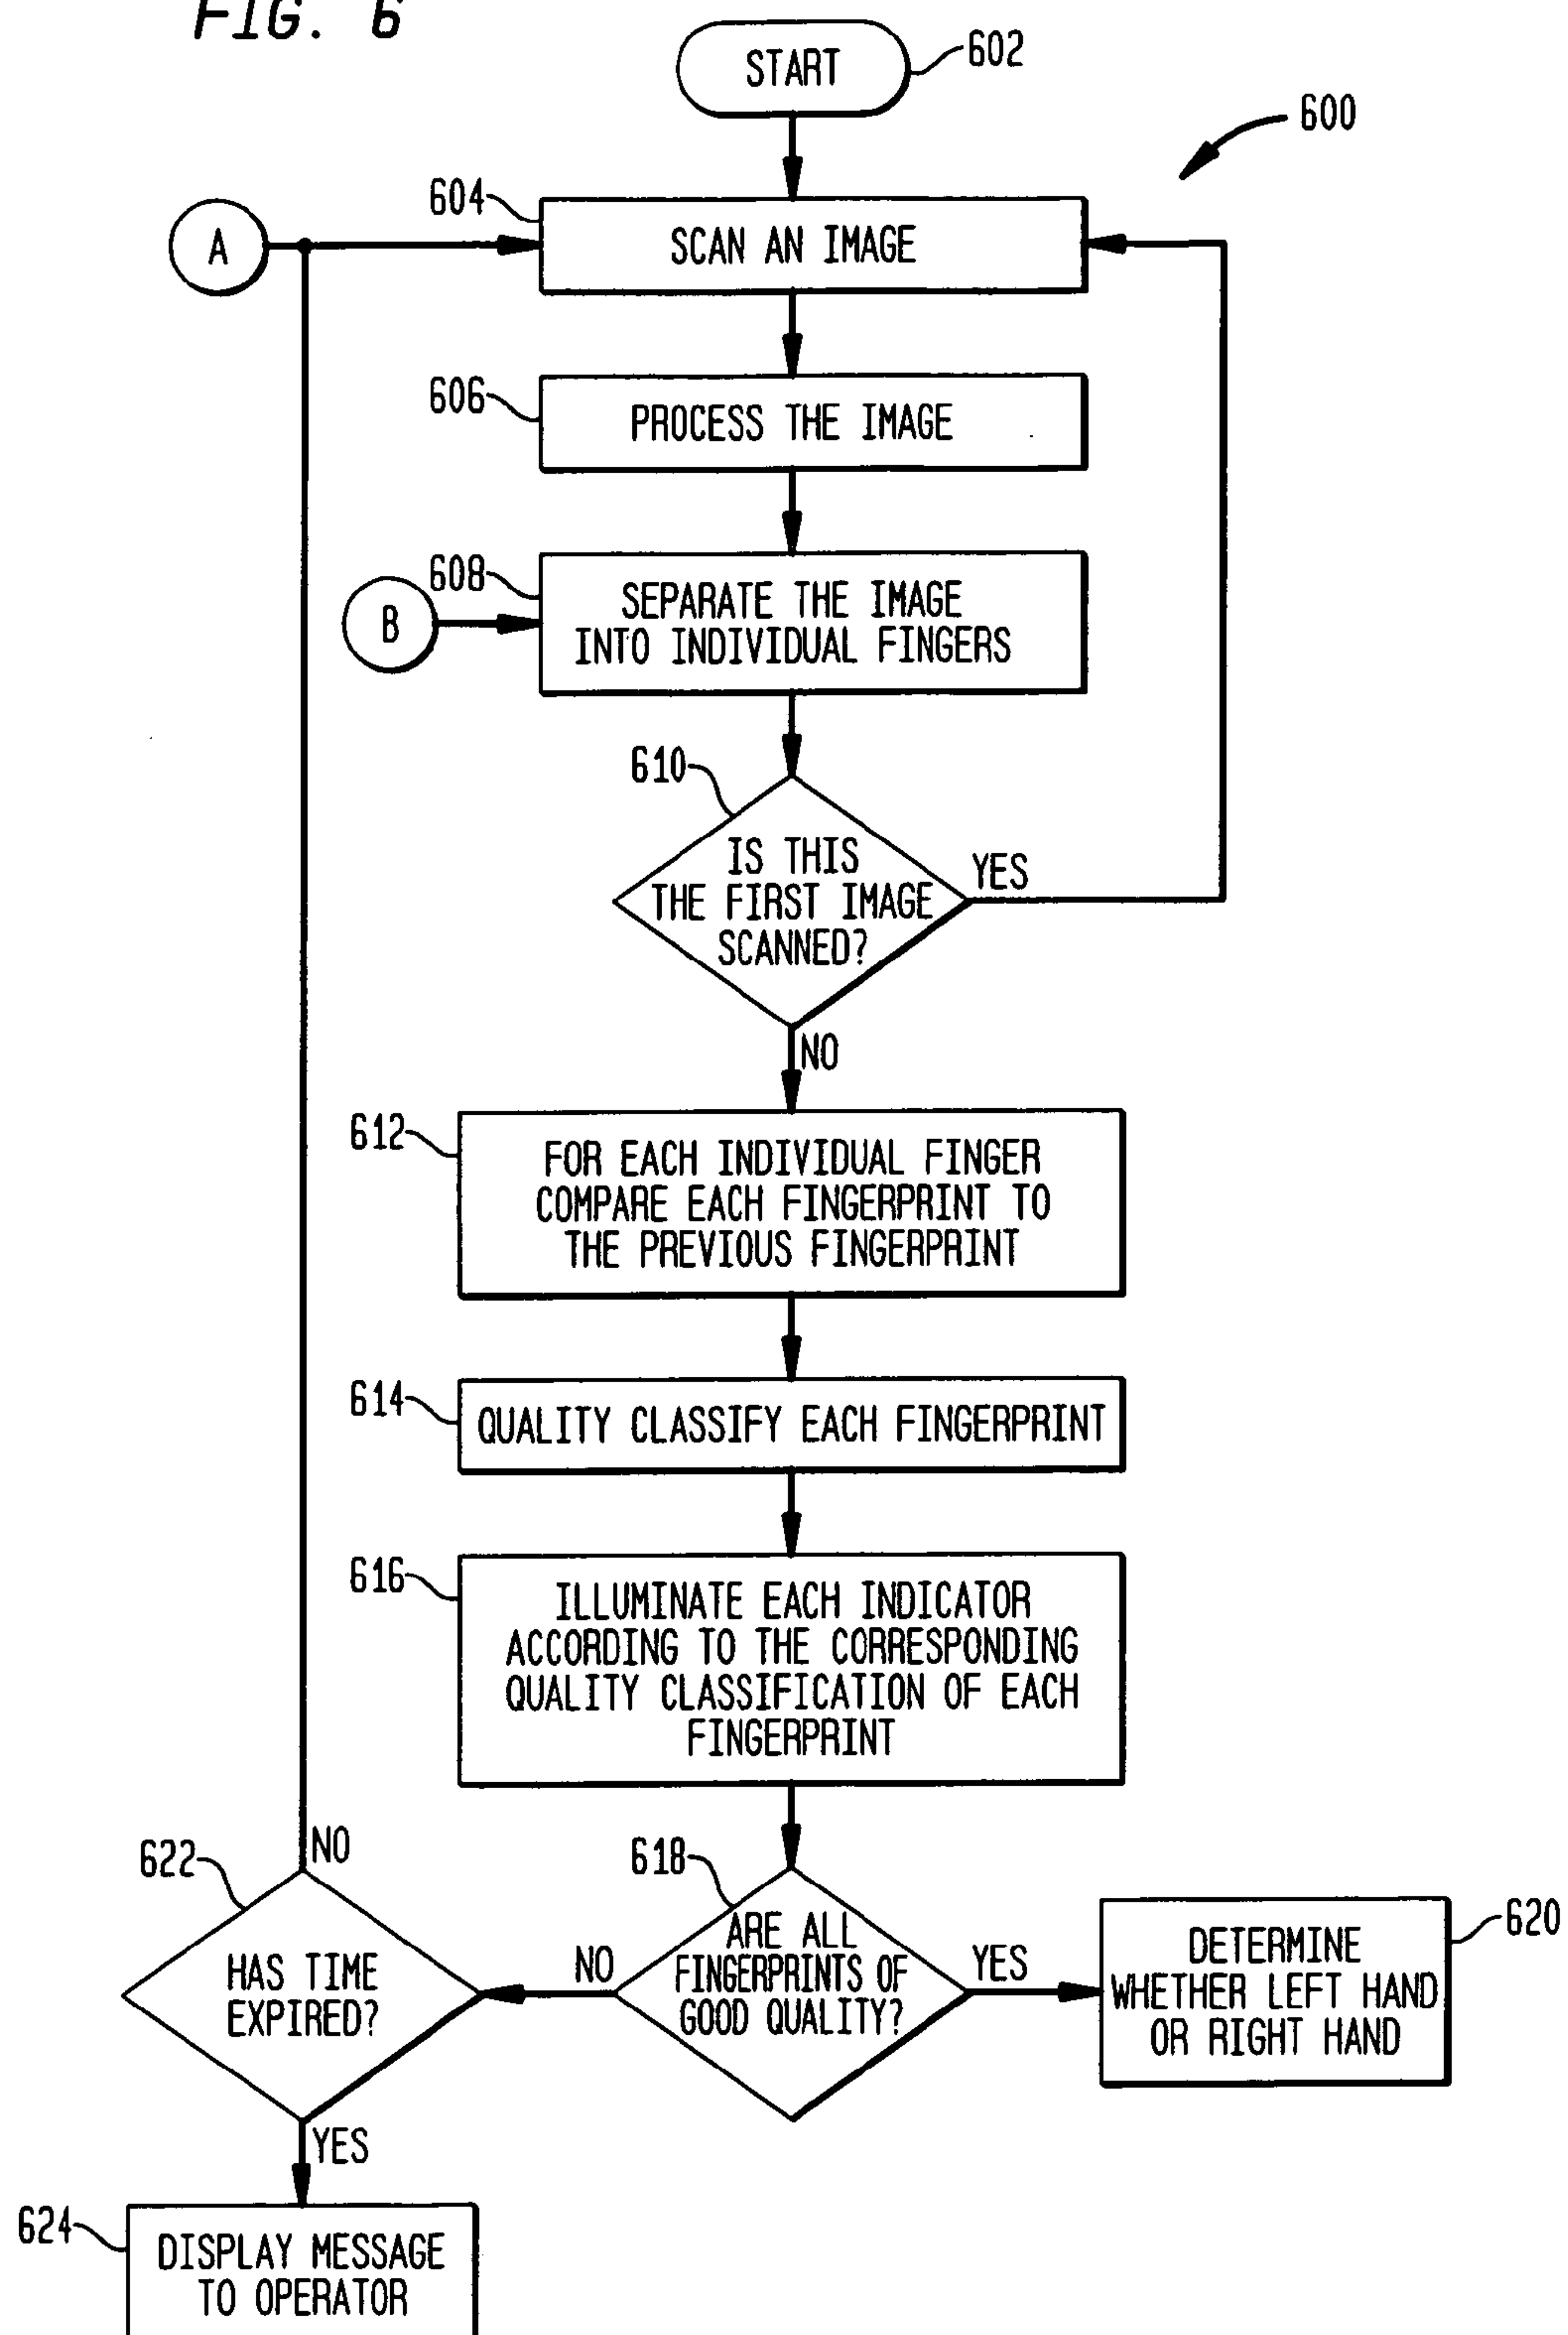 FIG. 6
START
602
600
604
A
SCAN AN IMAGE
606
PROCESS THE IMAGE
608
B
SEPARATE THE IMAGE
INTO INDIVIDUAL FINGERS
610
IS THIS
THE FIRST IMAGE
SCANNED?
YES
NO
612
FOR EACH INDIVIDUAL FINGER
COMPARE EACH FINGERPRINT TO
THE PREVIOUS FINGERPRINT
614
QUALITY CLASSIFY EACH FINGERPRINT
616
ILLUMINATE EACH INDICATOR
ACCORDING TO THE CORRESPONDING
QUALITY CLASSIFICATION OF EACH
FINGERPRINT
622
NO
HAS TIME
EXPIRED?
618
ARE ALL
FINGERPRINTS OF
GOOD QUALITY?
NO
YES
620
DETERMINE
WHETHER LEFT HAND
OR RIGHT HAND
YES
624
DISPLAY MESSAGE
TO OPERATOR